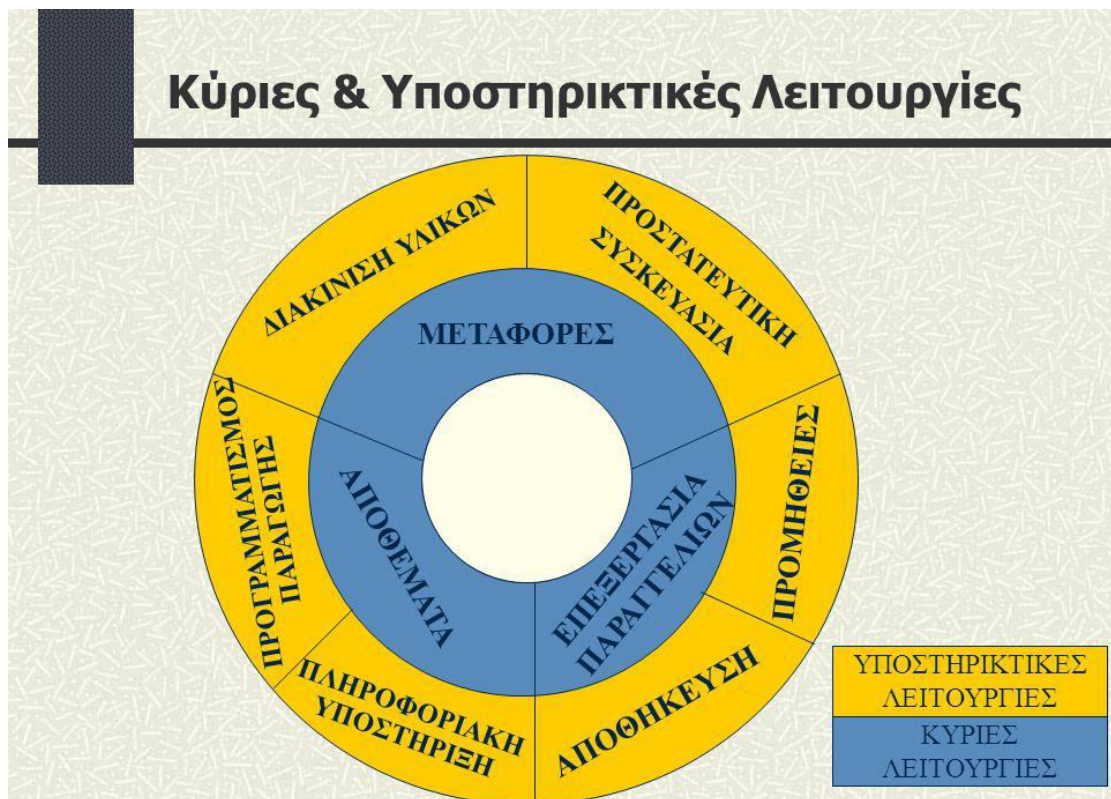 Κύριες & Υποστηρικτικές Λειτουργίες
ΔΙΑΚΙΝΙΣΗ ΥΛΙΚΩΝ
ΠΡΟΣΤΑΤΕΥΤΙΚΗ
ΣΥΣΚΕΥΑΣΙΑ
ΜΕΤΑΦΟΡΕΣ
ΠΡΟΓΡΑΜΜΑΤΙΣΜΟΣ
ΠΑΡΑΓΩΓΗΣ
ΑΠΟΘΕΜΑΤΑ
ΕΠΕΞΕΡΓΑΣΙΑ
ΠΑΡΑΓΓΕΛΙΩΝ
ΠΡΟΜΗΘΕΙΕΣ
ΠΛΗΡΟΦΟΡΙΑΚΗ
ΥΠΟΣΤΗΡΙΞΗ
ΑΠΟΘΗΚΕΥΣΗ
ΥΠΟΣΤΗΡΙΚΤΙΚΕΣ
ΛΕΙΤΟΥΡΓΙΕΣ
ΚΥΡΙΕΣ
ΛΕΙΤΟΥΡΓΙΕΣ